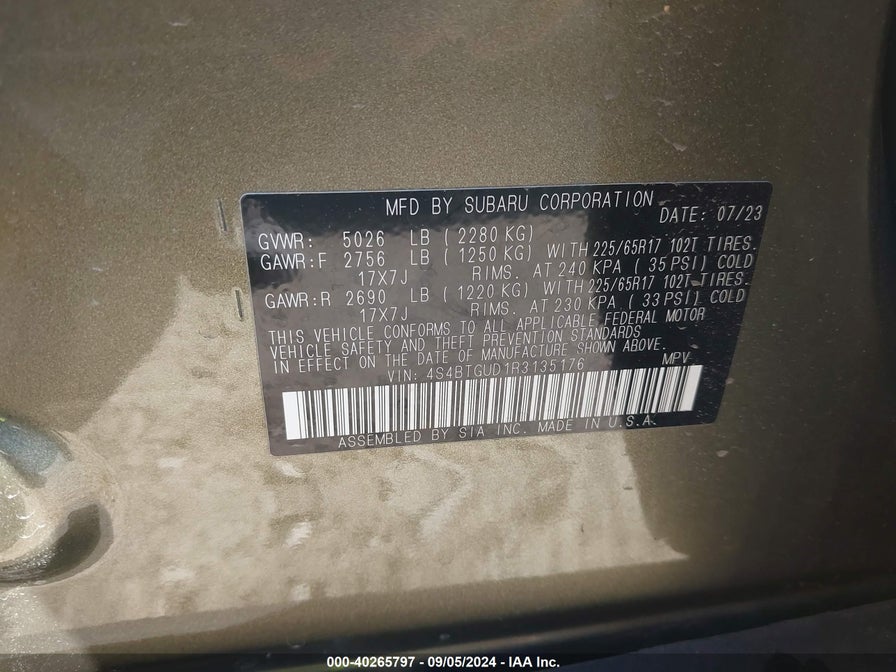 MFD BY SUBARU CORPORATION
DATE: 07/23
GVWR: 5026 LB ( 2280 KG)
GAWR:F 2756 LB ( 1250 KG) WITH 225/65R17 102T TIRES.
17X7J RIMS. AT 240 KPA ( 35 PSI) COLD
GAWR:R 2690 LB ( 1220 KG) WITH 225/65R17 102T TIRES.
17X7J RIMS. AT 230 KPA ( 33 PSI) COLD
THIS VEHICLE CONFORMS TO ALL APPLICABLE FEDERAL MOTOR
VEHICLE SAFETY AND THEFT PREVENTION STANDARDS
IN EFFECT ON THE DATE OF MANUFACTURE SHOWN ABOVE.
VIN: 4S4BTGUD1R3135176 MPV
ASSEMBLED BY SIA INC. MADE IN U.S.A.
000-40265797 - 09/05/2024 - IAA Inc.